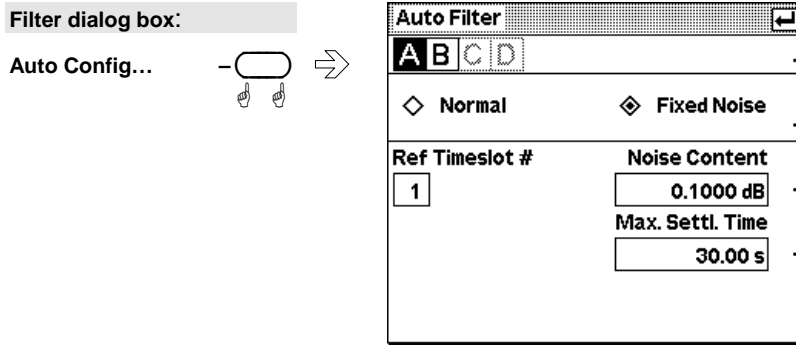 Filter dialog box:
Auto Config...
Auto Filter
A B C D
Normal Fixed Noise
Ref Timeslot # Noise Content
1 0.1000 dB
Max. Settl. Time
30.00 s